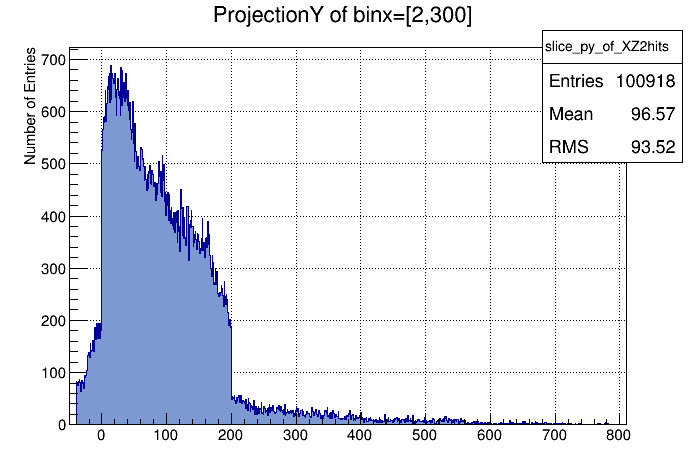 ProjectionY of binx=[2,300]
slice_py_of_XZ2hits
Entries 100918
Mean 96.57
RMS 93.52
Number of Entries
700
600
500
400
300
200
100
0
0 100 200 300 400 500 600 700 800